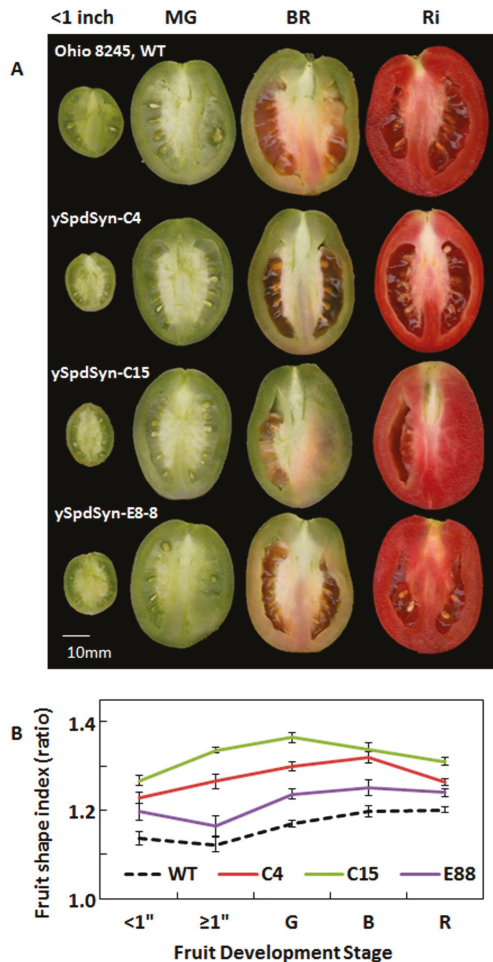 <1 inch MG BR Ri
A
Ohio 8245, WT
ySpdSyn-C4
ySpdSyn-C15
ySpdSyn-E8-8
10mm
B
Fruit shape index (ratio)
1.4
1.2
1.0
WT C4 C15 E88
<1" ≥1" G B R
Fruit Development Stage